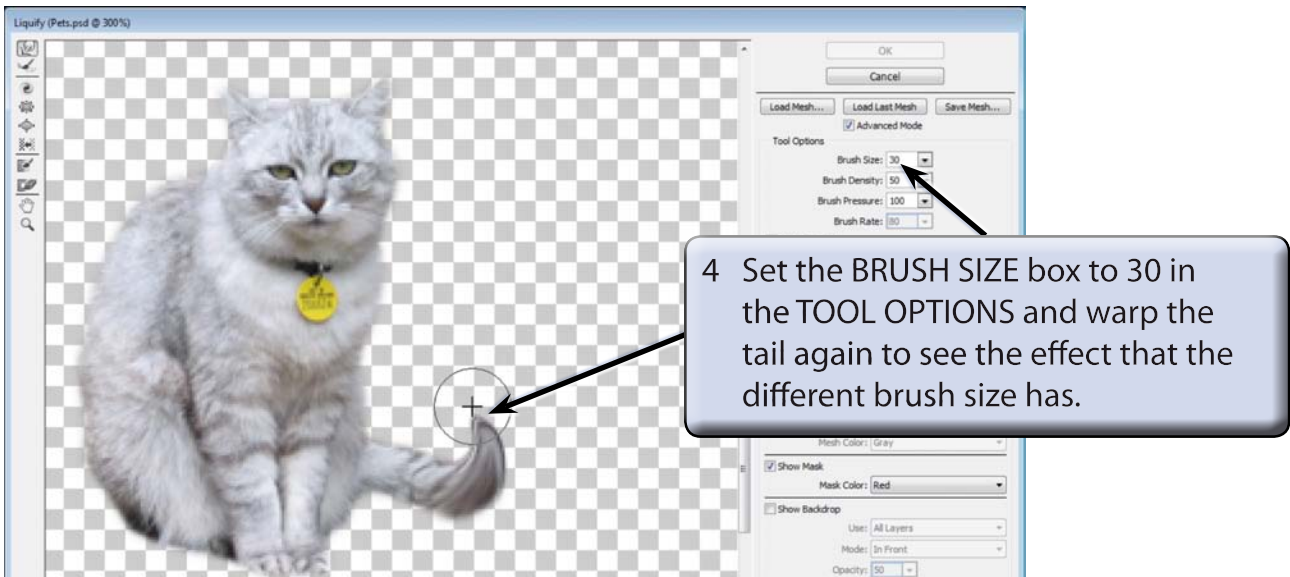 Liquify (Pets.psd @ 300%)
OK
Cancel
Load Mesh... Load Last Mesh Save Mesh...
Advanced Mode
Tool Options
Brush Size: 30
Brush Density: 50
Brush Pressure: 100
Brush Rate: 80
4 Set the BRUSH SIZE box to 30 in
the TOOL OPTIONS and warp the
tail again to see the effect that the
different brush size has.
Mesh Color: Gray
Show Mask
Mask Color: Red
Show Backdrop
Use: All Layers
Mode: In Front
Opacity: 50